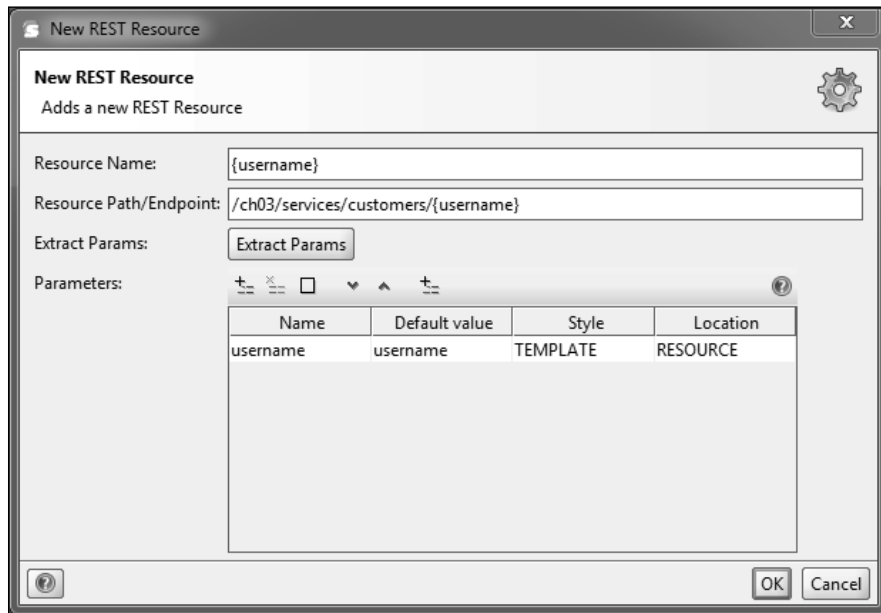 New REST Resource
New REST Resource
Adds a new REST Resource
Resource Name: {username}
Resource Path/Endpoint: /ch03/services/customers/{username}
Extract Params: Extract Params
Parameters:
Name Default value Style Location
username username TEMPLATE RESOURCE
OK Cancel